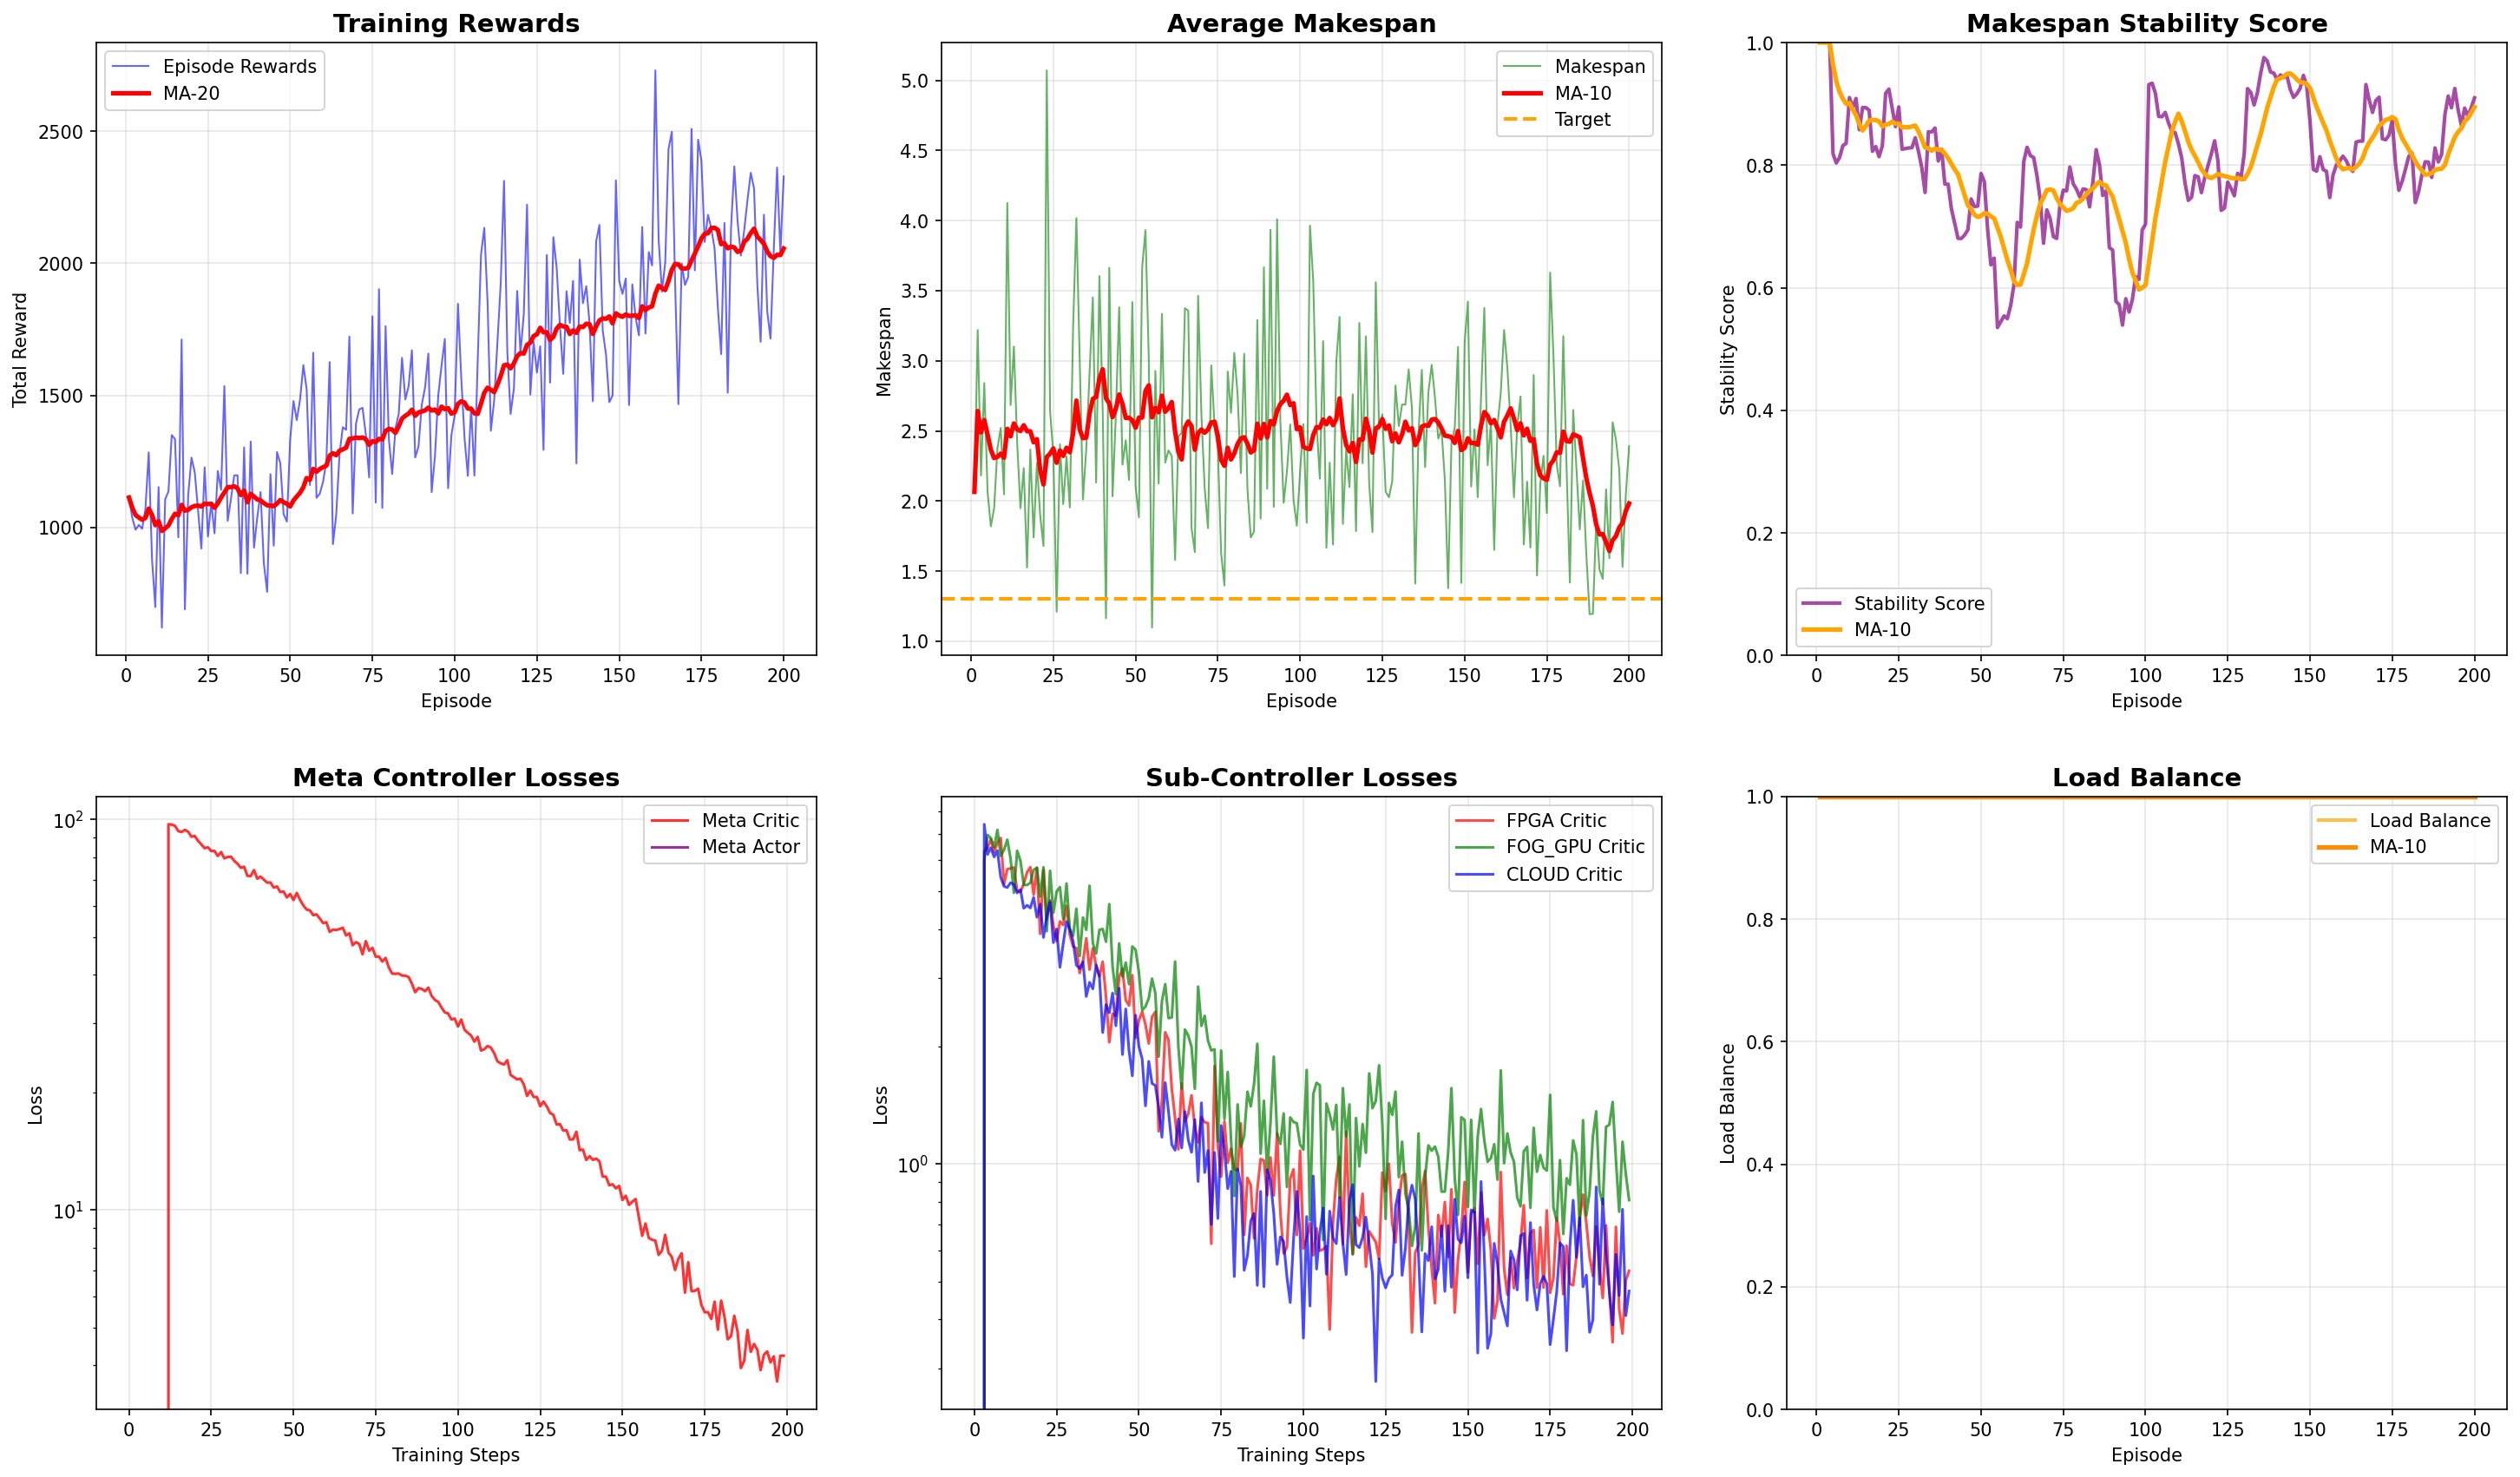 Training Rewards
Episode Rewards
MA-20
2500
2000
1500
1000
Total Reward
0 25 50 75 100 125 150 175 200
Episode
Average Makespan
Makespan
MA-10
Target
5.0
4.5
4.0
3.5
3.0
2.5
2.0
1.5
1.0
Makespan
0 25 50 75 100 125 150 175 200
Episode
Makespan Stability Score
1.0
0.8
0.6
0.4
0.2
0.0
Stability Score
Stability Score
MA-10
0 25 50 75 100 125 150 175 200
Episode
Meta Controller Losses
Meta Critic
Meta Actor
10²
10¹
Loss
0 25 50 75 100 125 150 175 200
Training Steps
Sub-Controller Losses
FPGA Critic
FOG_GPU Critic
CLOUD Critic
10⁰
Loss
0 25 50 75 100 125 150 175 200
Training Steps
Load Balance
Load Balance
MA-10
1.0
0.8
0.6
0.4
0.2
0.0
Load Balance
0 25 50 75 100 125 150 175 200
Episode